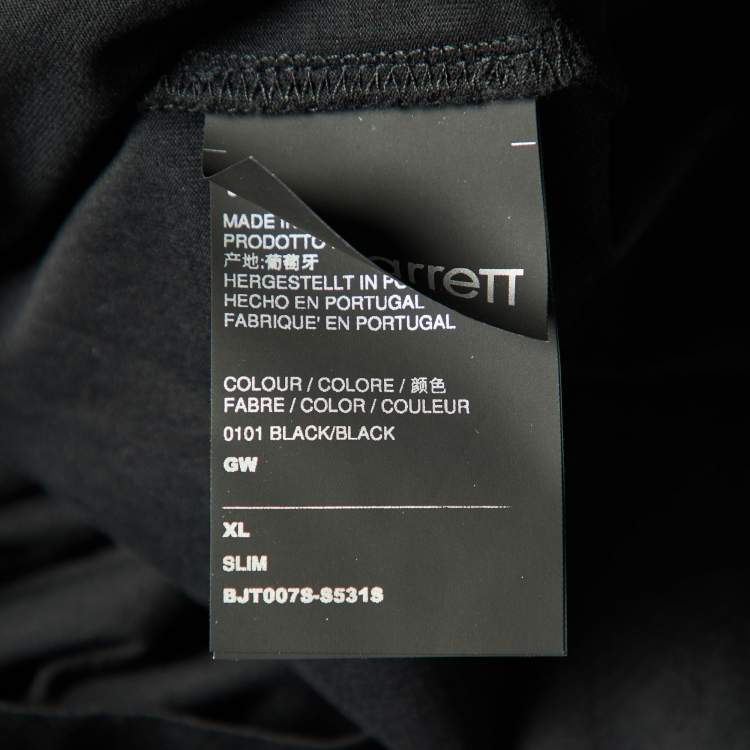 MADE
PRODOTTO
产地:葡萄牙
rrett
HERGESTELLT IN
HECHO EN PORTUGAL
FABRIQUE' EN PORTUGAL
COLOUR / COLORE / 颜色
FABRE / COLOR / COULEUR
0101 BLACK/BLACK
GW
XL
SLIM
BJT007S-S531S